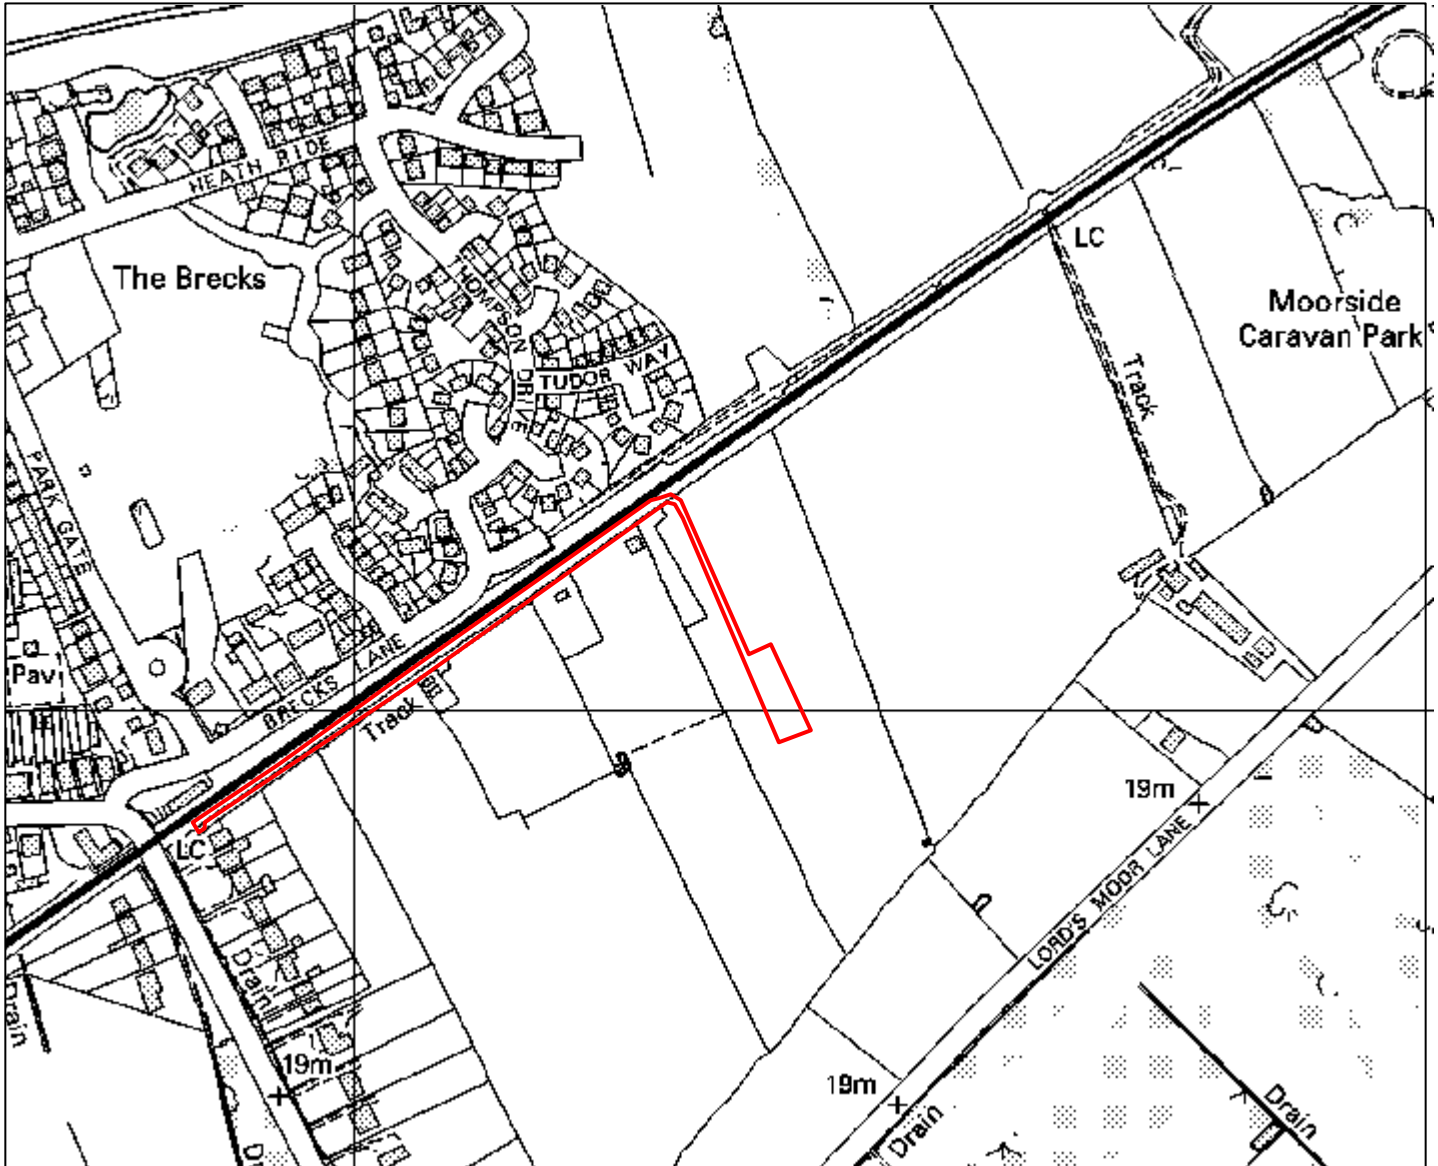 HEATH RIDE
The Brecks
LC
Moorside
Caravan Park
THOMPSON DRIVE
TUDOR WAY
Track
PARK GATE
Pav
BRECKS LANE
Track
LC
19m
LORD'S MOOR LANE
Drain
Drain
19m
19m
Drain
Drain